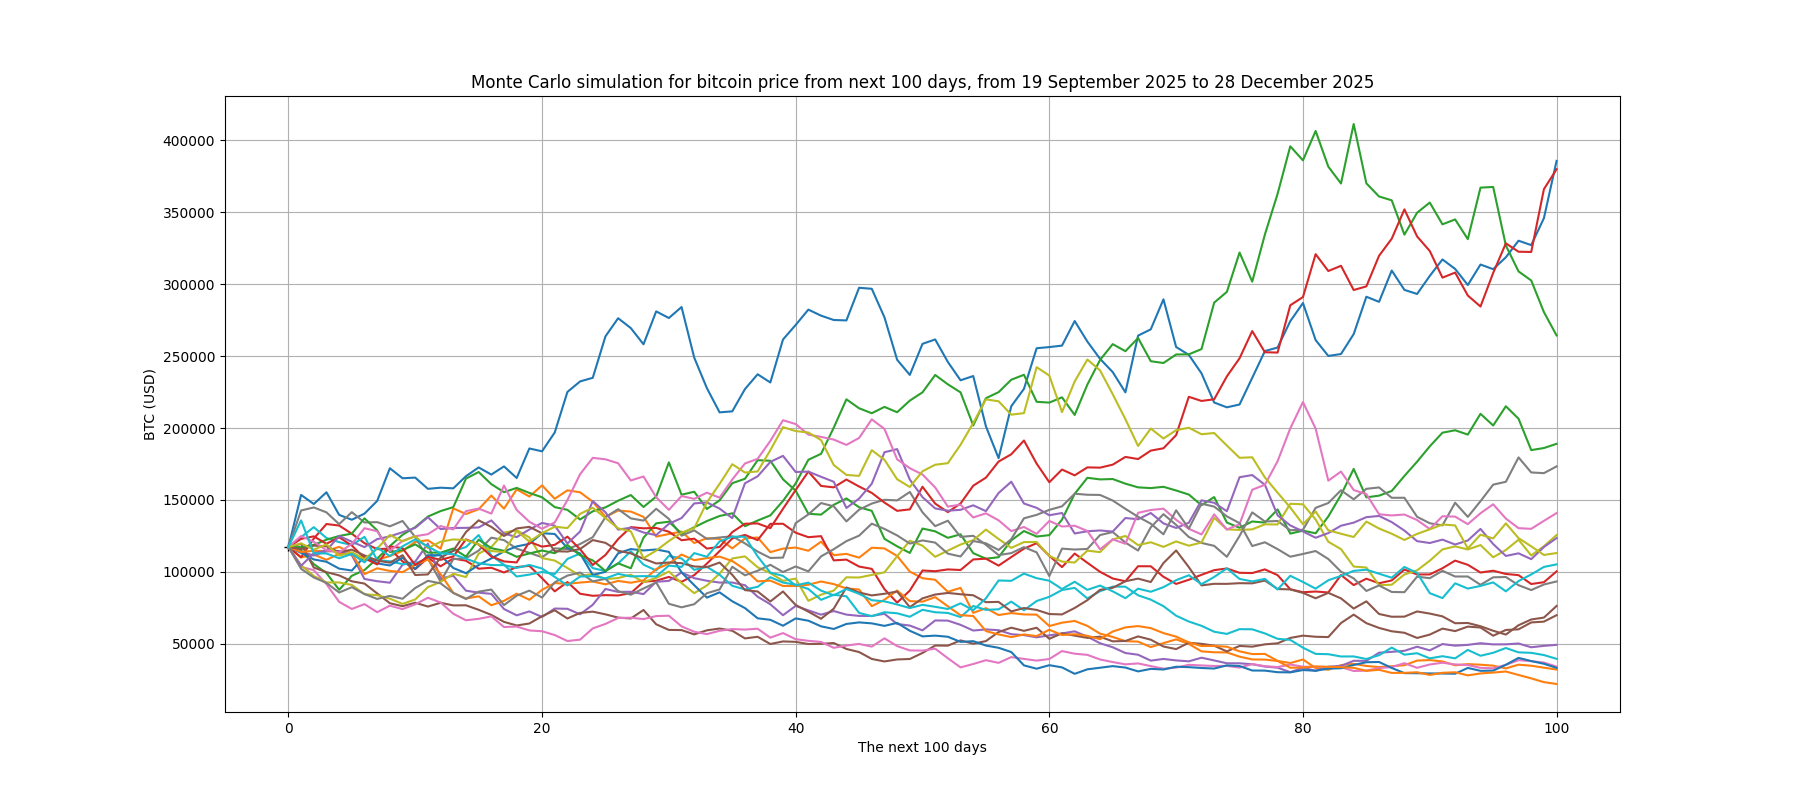 Monte Carlo simulation for bitcoin price from next 100 days, from 19 September 2025 to 28 December 2025
400000
350000
300000
250000
200000
150000
100000
50000
BTC (USD)
0 20 40 60 80 100
The next 100 days